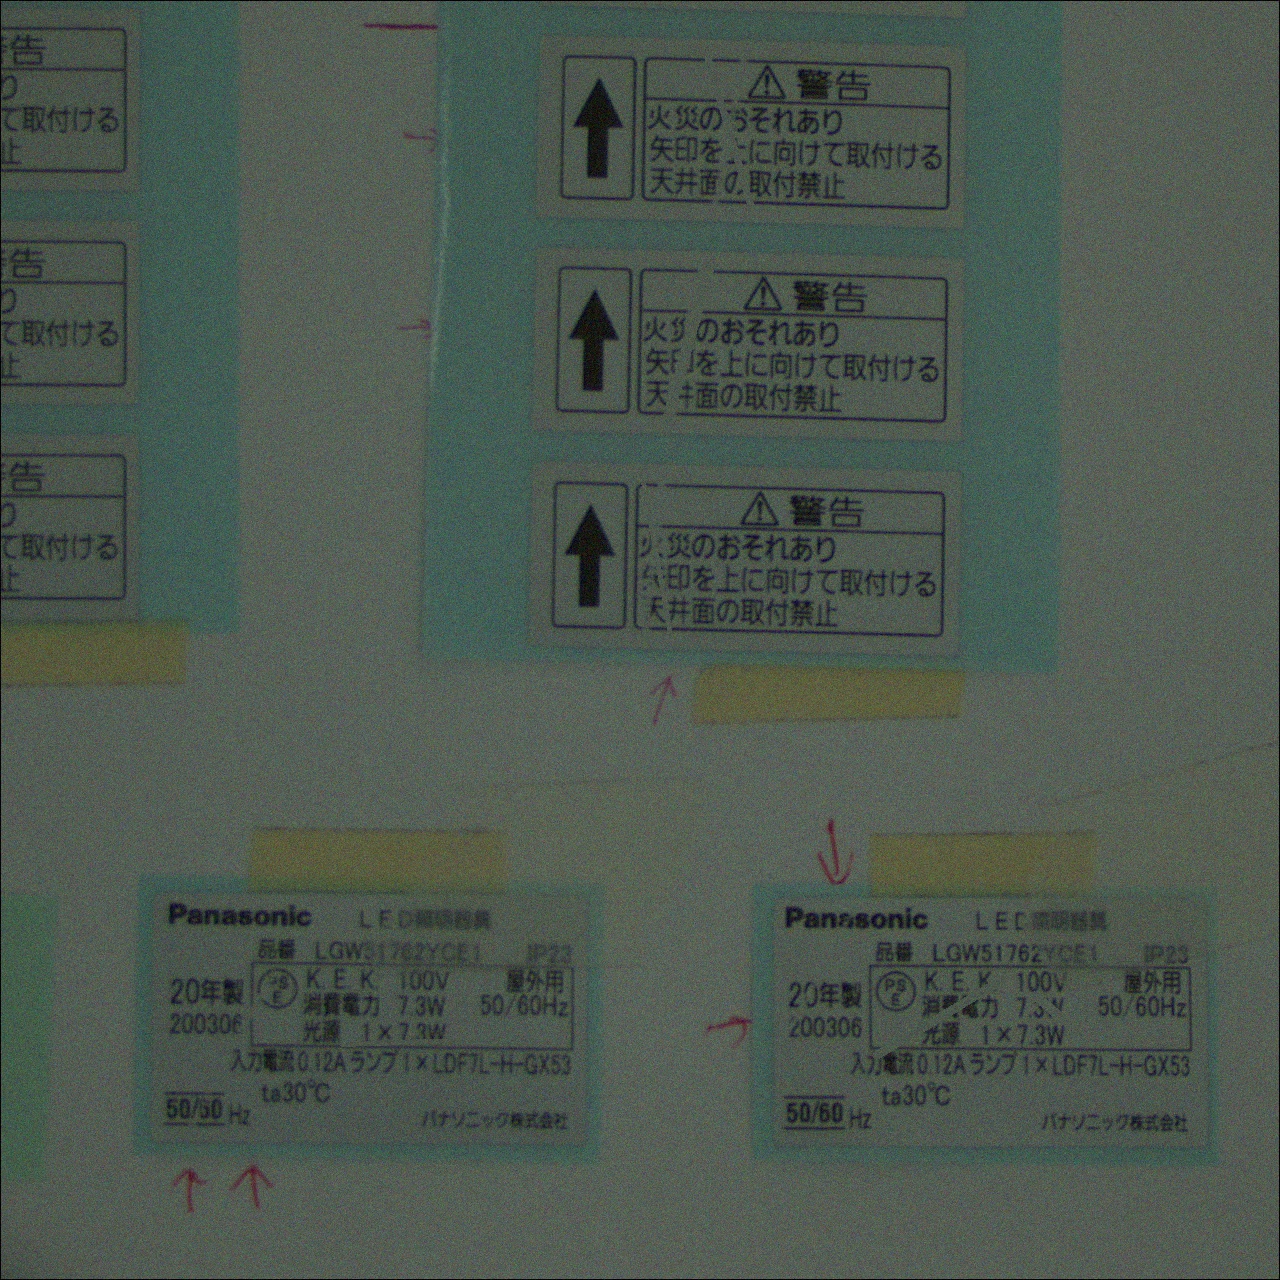 告
り
て取付ける
止
告
り
て取付ける
止
告
り
て取付ける
止
警告
火災のおそれあり
矢印を上に向けて取付ける
天井面の取付禁止
警告
火災のおそれあり
矢印を上に向けて取付ける
天井面の取付禁止
警告
火災のおそれあり
矢印を上に向けて取付ける
天井面の取付禁止
Panasonic LED照明器具
品番 LGW51762YCE1 IP23
20年製 PSE K.E.K. 100V 屋外用
消費電力 7.3W 50/60Hz
200306 光源 1×7.3W
入力電流0.12A ランプ1×LDF7L-H-GX53
ta30℃
50/60 Hz パナソニック株式会社
Panasonic LED照明器具
品番 LGW51762YCE1 IP23
20年製 PSE K.E.K 100V 屋外用
消費電力 7.3W 50/60Hz
200306 光源 1×7.3W
入力電流0.12A ランプ1×LDF7L-H-GX53
ta30℃
50/60 Hz パナソニック株式会社